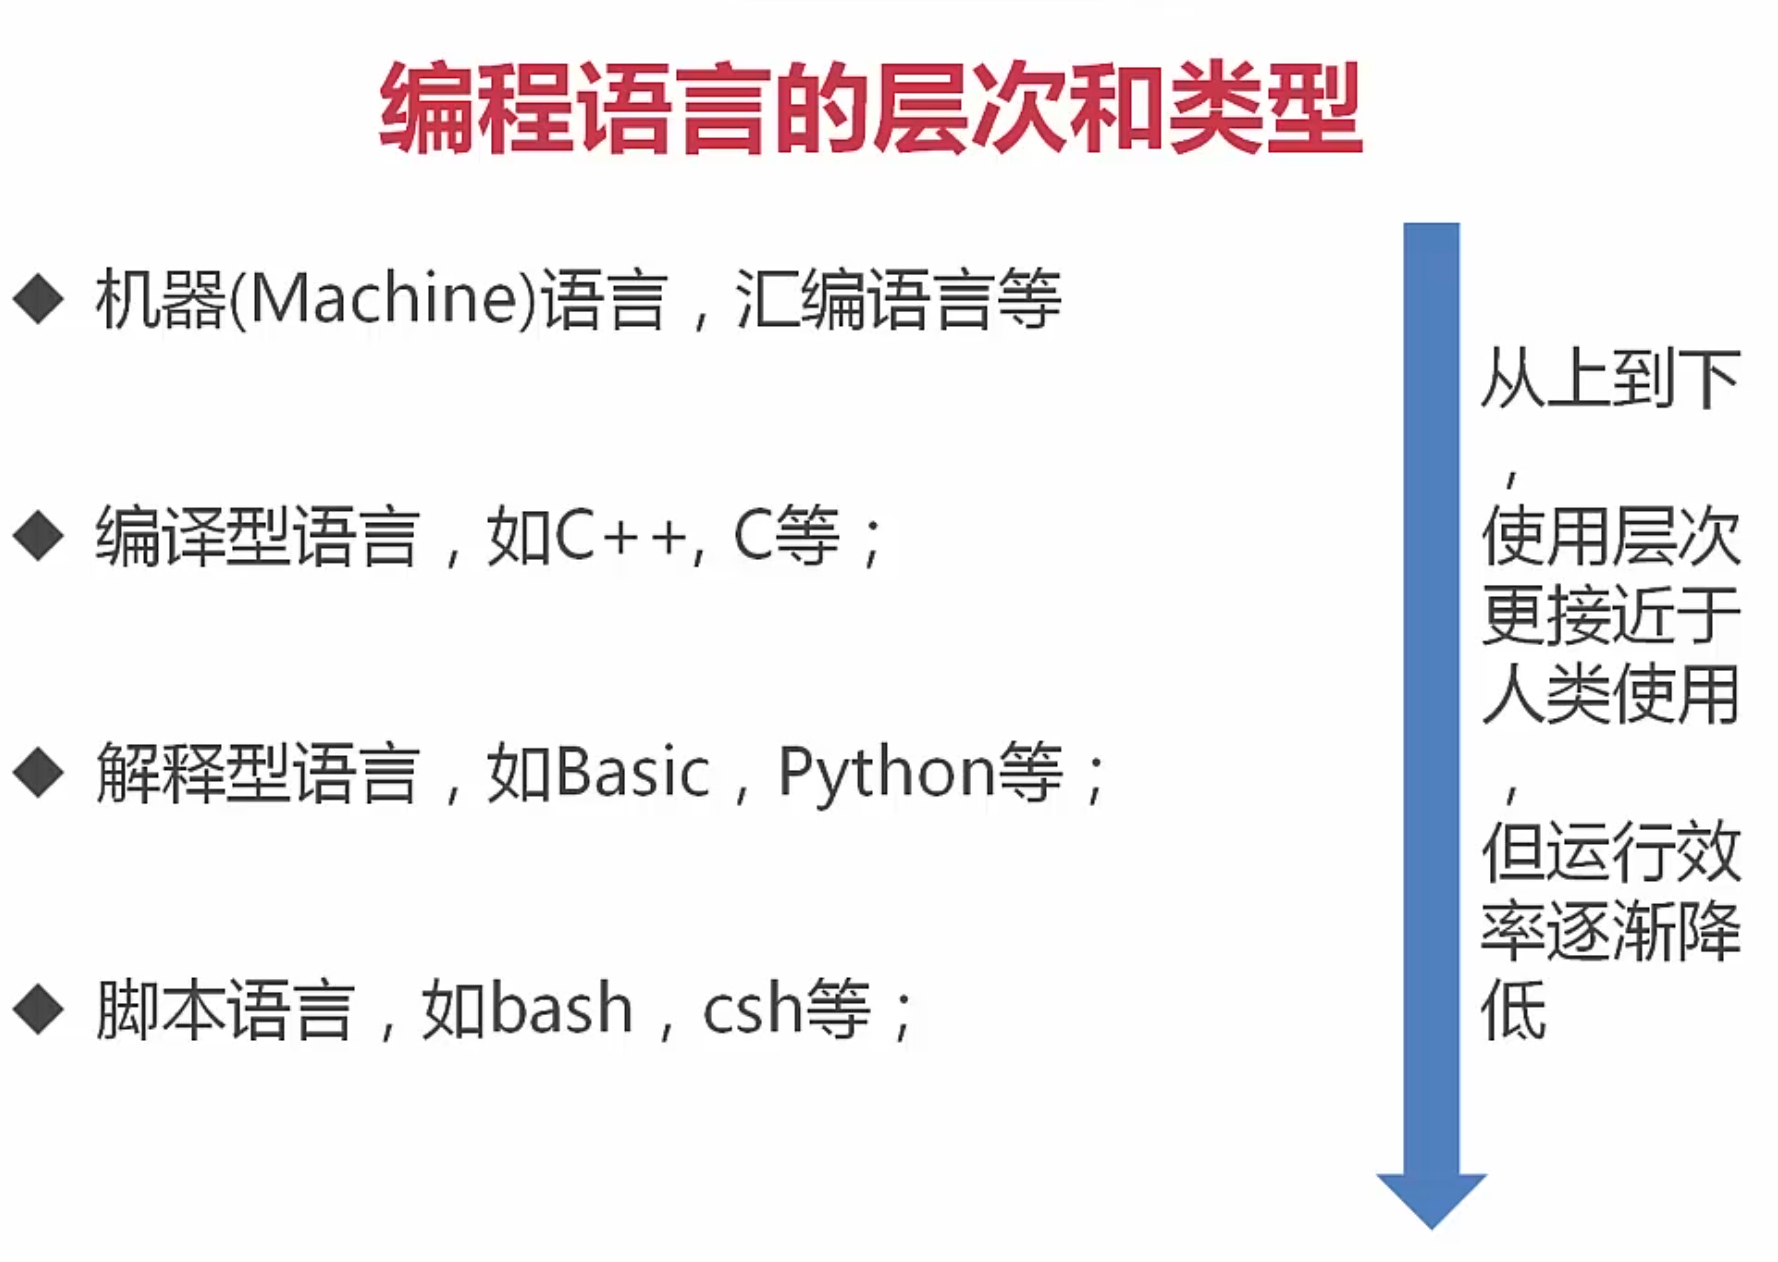 编程语言的层次和类型
机器(Machine)语言，汇编语言等
编译型语言，如C++, C等；
解释型语言，如Basic，Python等；
脚本语言，如bash，csh等；
从上到下
，
使用层次
更接近于
人类使用
，
但运行效
率逐渐降
低